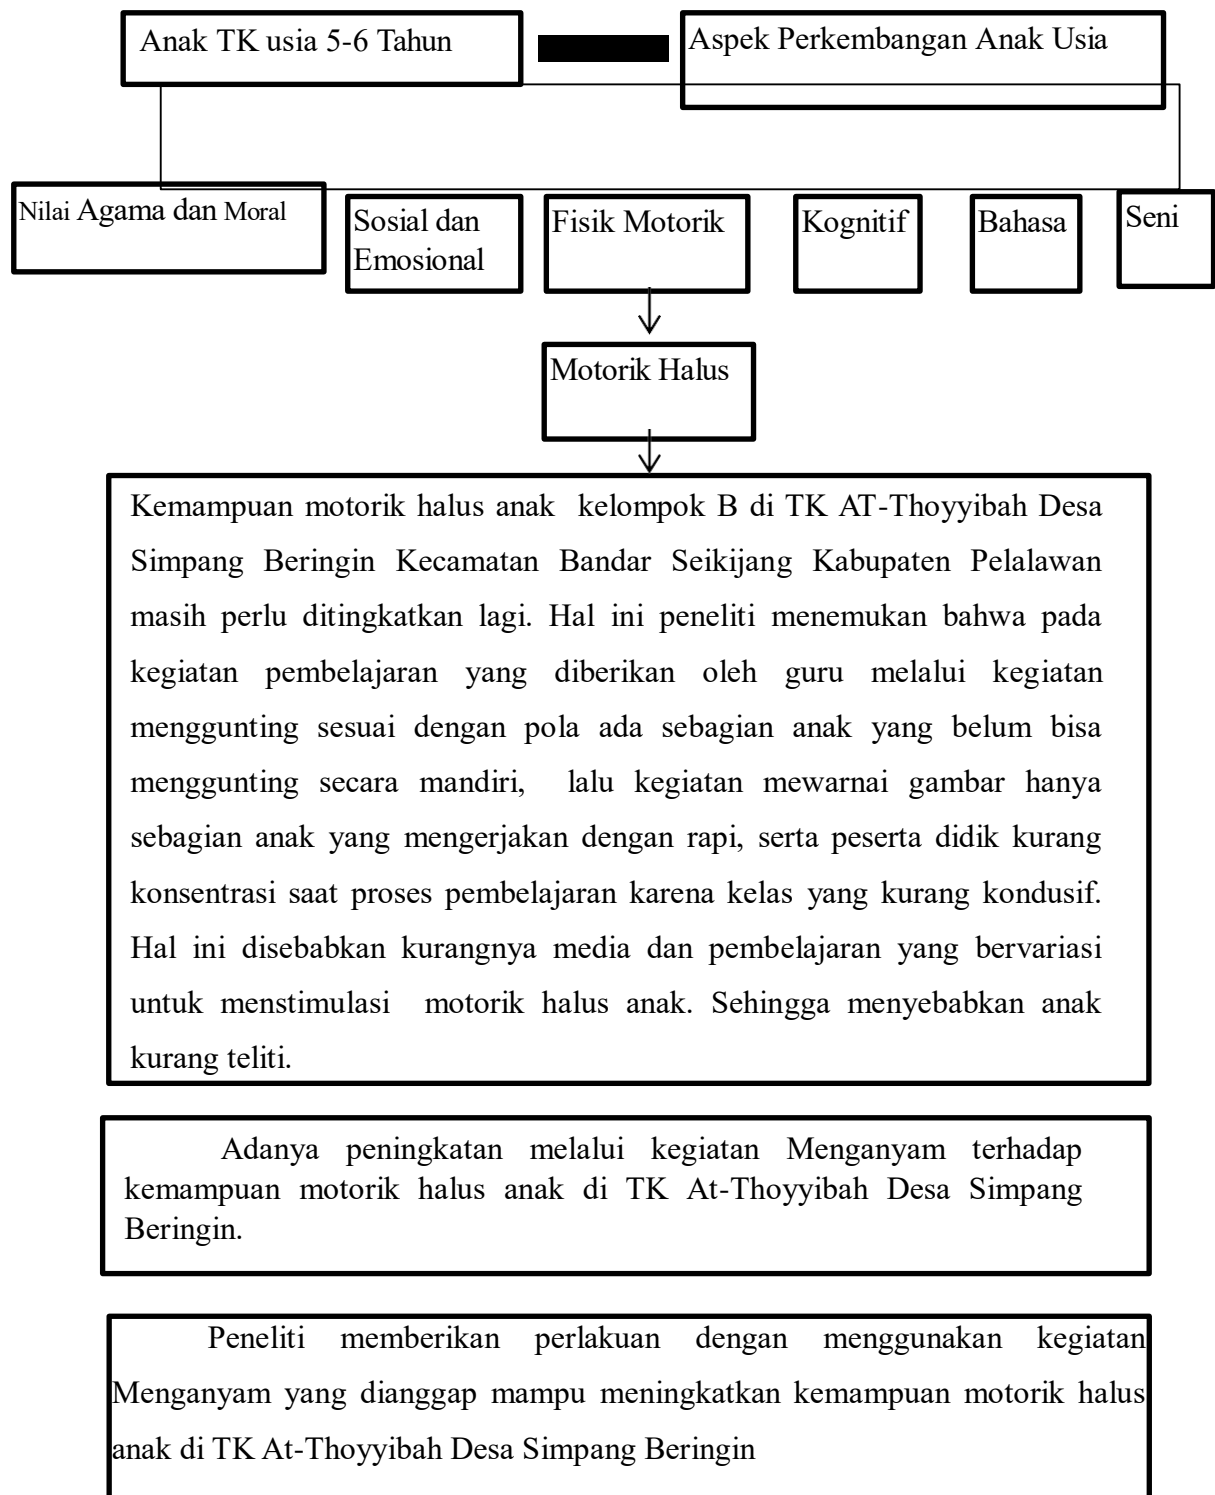 Anak TK usia 5-6 Tahun
Aspek Perkembangan Anak Usia
Nilai Agama dan Moral
Sosial dan
Emosional
Fisik Motorik
Kognitif
Bahasa
Seni
Motorik Halus
Kemampuan motorik halus anak kelompok B di TK AT-Thoyyibah Desa
Simpang Beringin Kecamatan Bandar Seikijang Kabupaten Pelalawan
masih perlu ditingkatkan lagi. Hal ini peneliti menemukan bahwa pada
kegiatan pembelajaran yang diberikan oleh guru melalui kegiatan
menggunting sesuai dengan pola ada sebagian anak yang belum bisa
menggunting secara mandiri, lalu kegiatan mewarnai gambar hanya
sebagian anak yang mengerjakan dengan rapi, serta peserta didik kurang
konsentrasi saat proses pembelajaran karena kelas yang kurang kondusif.
Hal ini disebabkan kurangnya media dan pembelajaran yang bervariasi
untuk menstimulasi motorik halus anak. Sehingga menyebabkan anak
kurang teliti.
Adanya peningkatan melalui kegiatan Menganyam terhadap
kemampuan motorik halus anak di TK At-Thoyyibah Desa Simpang
Beringin.
Peneliti memberikan perlakuan dengan menggunakan kegiatan
Menganyam yang dianggap mampu meningkatkan kemampuan motorik halus
anak di TK At-Thoyyibah Desa Simpang Beringin